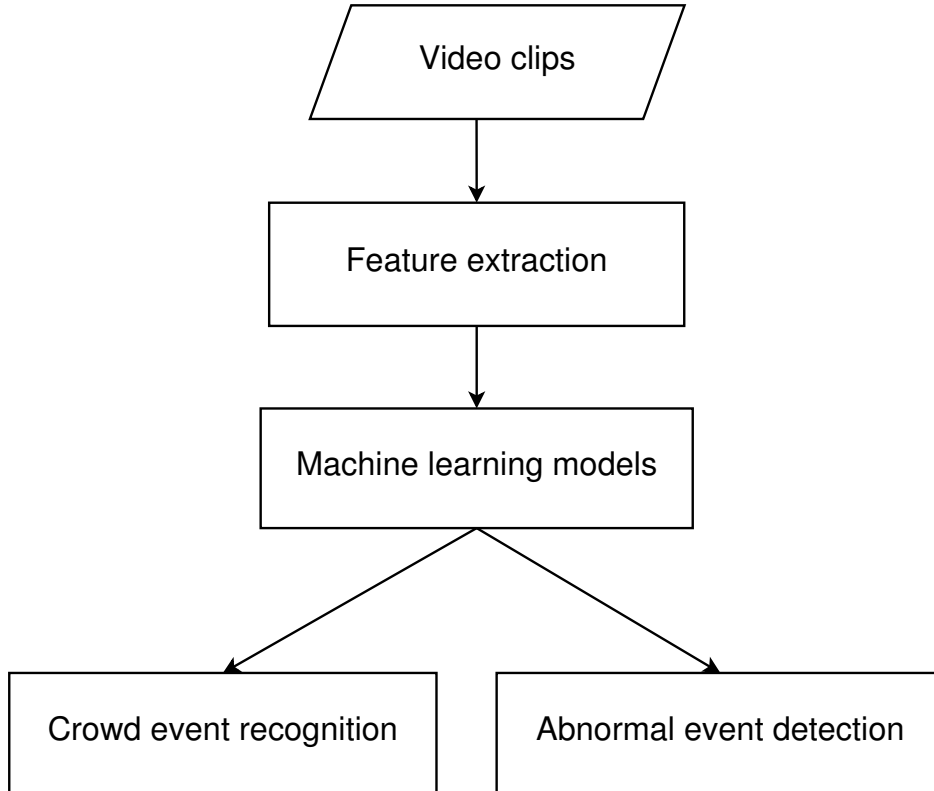 Video clips
Feature extraction
Machine learning models
Crowd event recognition
Abnormal event detection